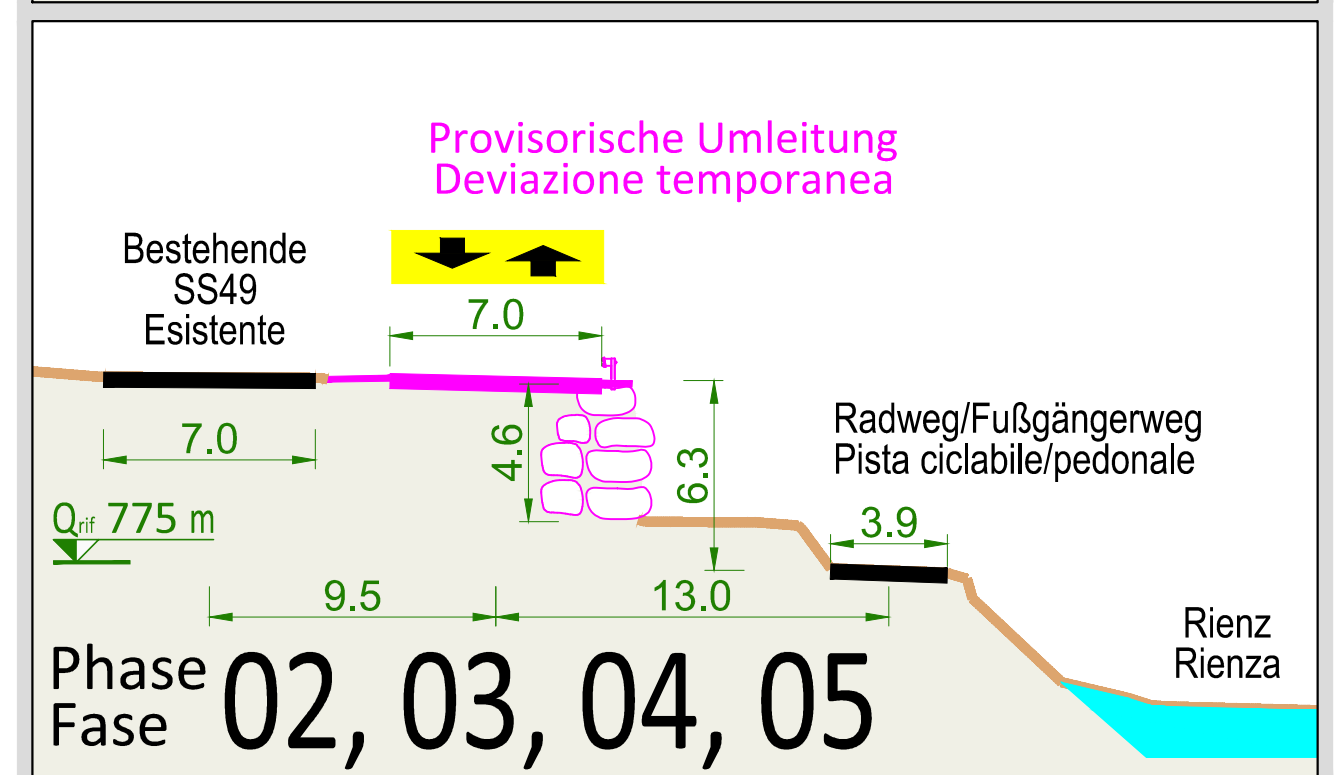 Provisorische Umleitung
Deviazione temporanea
Bestehende
SS49
Esistente
7.0
7.0
4.6
6.3
Radweg/Fußgängerweg
Pista ciclabile/pedonale
3.9
Qrif 775 m
9.5
13.0
Rienz
Rienza
Phase
Fase
02, 03, 04, 05